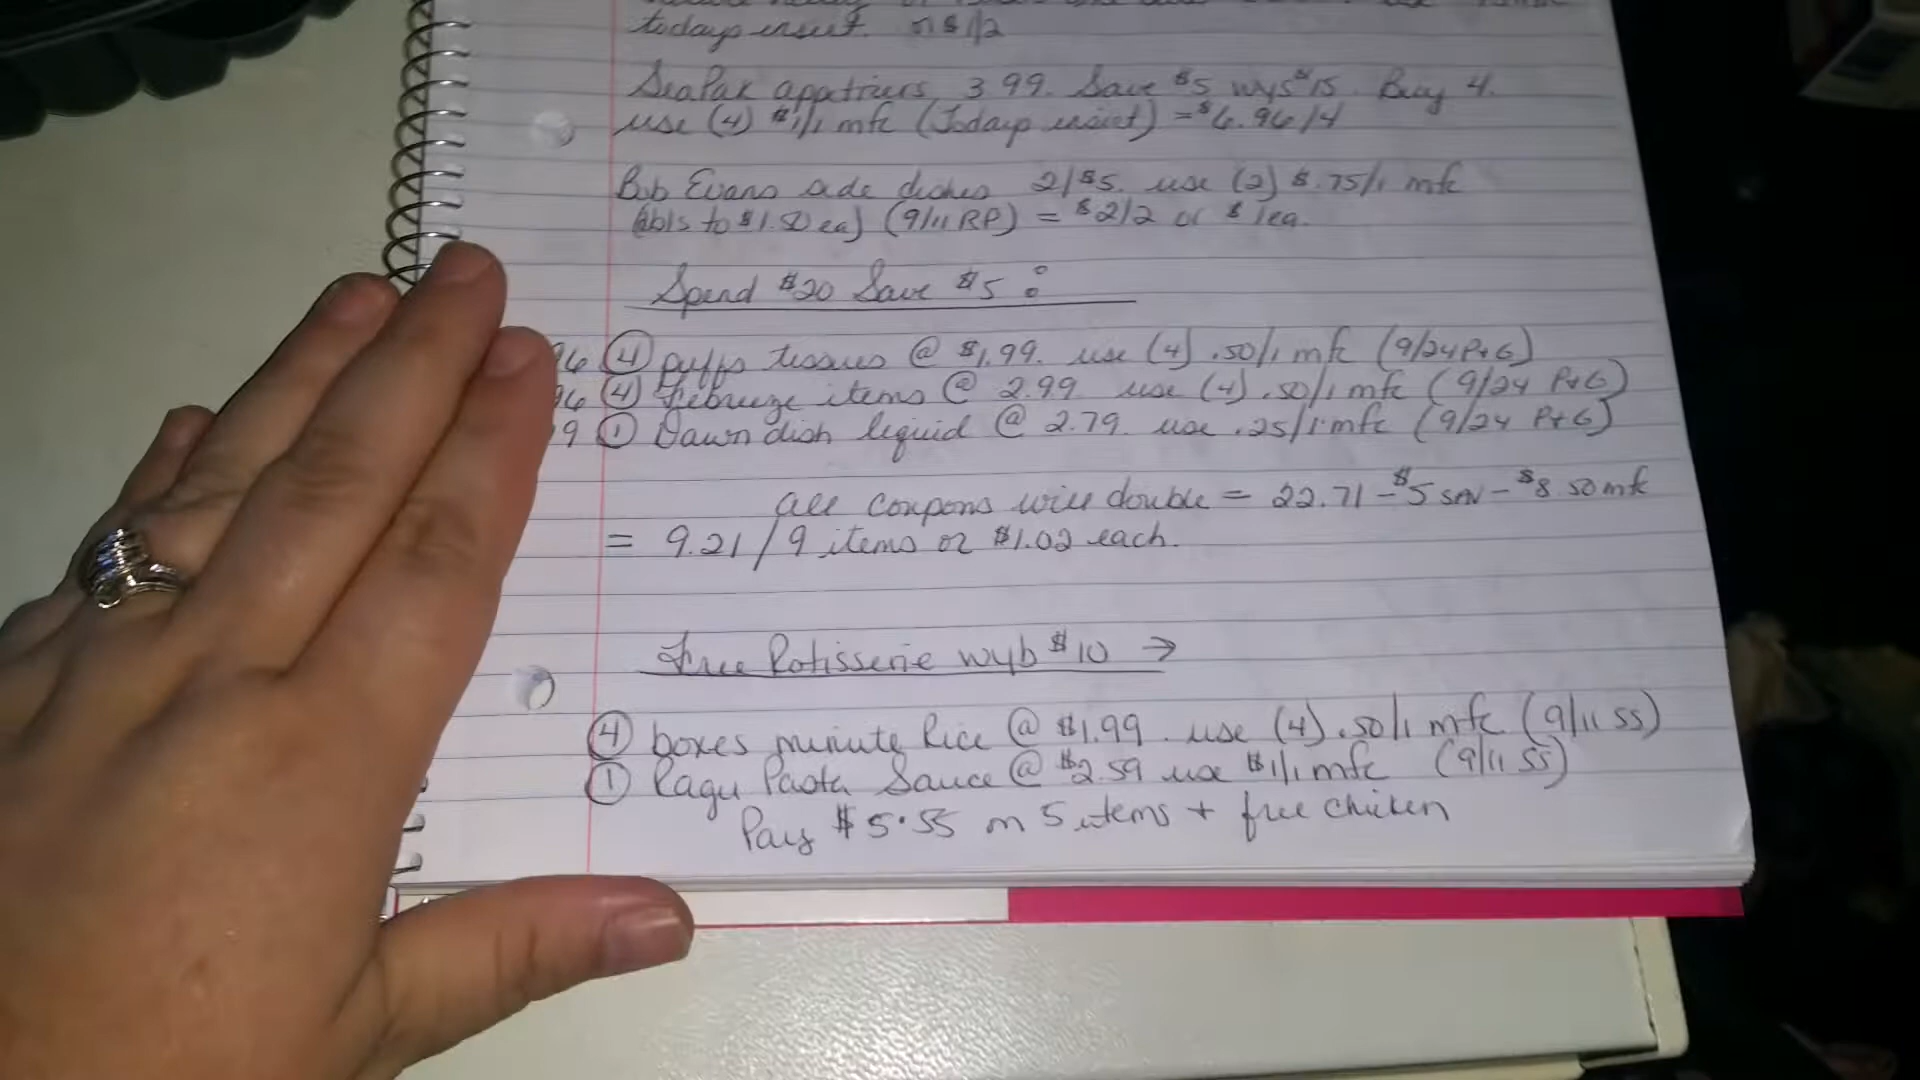 todays insert. or $/2
SeaPak appetizers 3 99. Save $5 wys $15. Buy 4.
use (4) $1/1 mfc (Todays insert) = $6.96/4
Bob Evans side dishes 2/$5. use (2) $.75/1 mfc
(dbls to $1.50 ea) (9/11 RP) = $2/2 or $1ea.
Spend $20 Save $5:
96 (4) puffs tissues @ $1.99. use (4) .50/1 mfc (9/24 P+G)
96 (4) Febreeze items @ 2.99 use (4) .50/1 mfc (9/24 P+G)
79 (1) Dawn dish liquid @ 2.79. use .25/1 mfc (9/24 P+G)
all coupons will double = 22.71 - $5 sav - $8.50 mfc
= 9.21/9 items or $1.02 each.
Free Rotisserie wyb $10 →
(4) boxes minute Rice @ $1.99. use (4) .50/1 mfc (9/11 SS)
(1) Ragu Pasta Sauce @ $2.59 use $1/1 mfc (9/11 SS)
Pay $5.55 on 5 items + free chicken